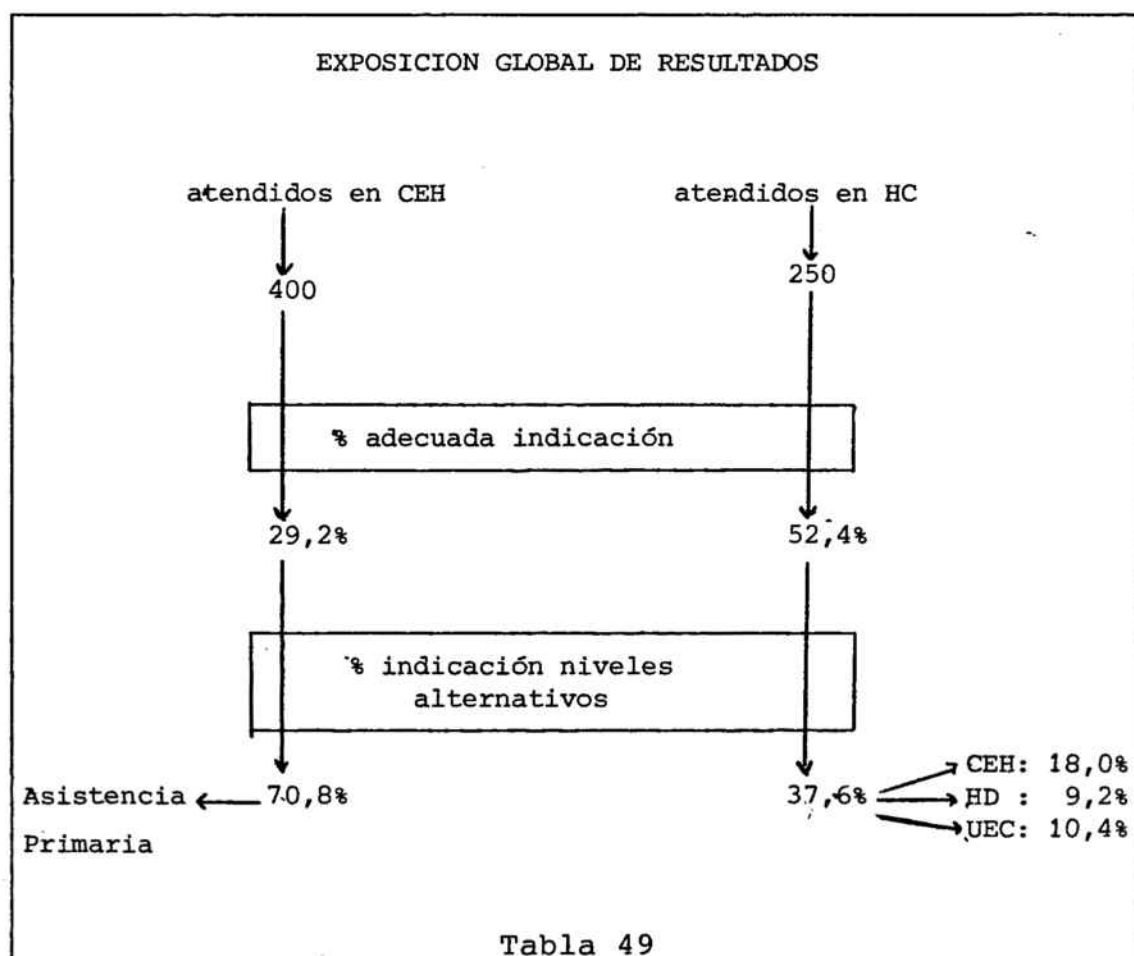 EXPOSICION GLOBAL DE RESULTADOS
atendidos en CEH atendidos en HC
400 250
% adecuada indicación
29,2% 52,4%
% indicación niveles
alternativos
Asistencia 70,8% 37,6% CEH: 18,0%
HD : 9,2%
Primaria UEC: 10,4%
Tabla 49